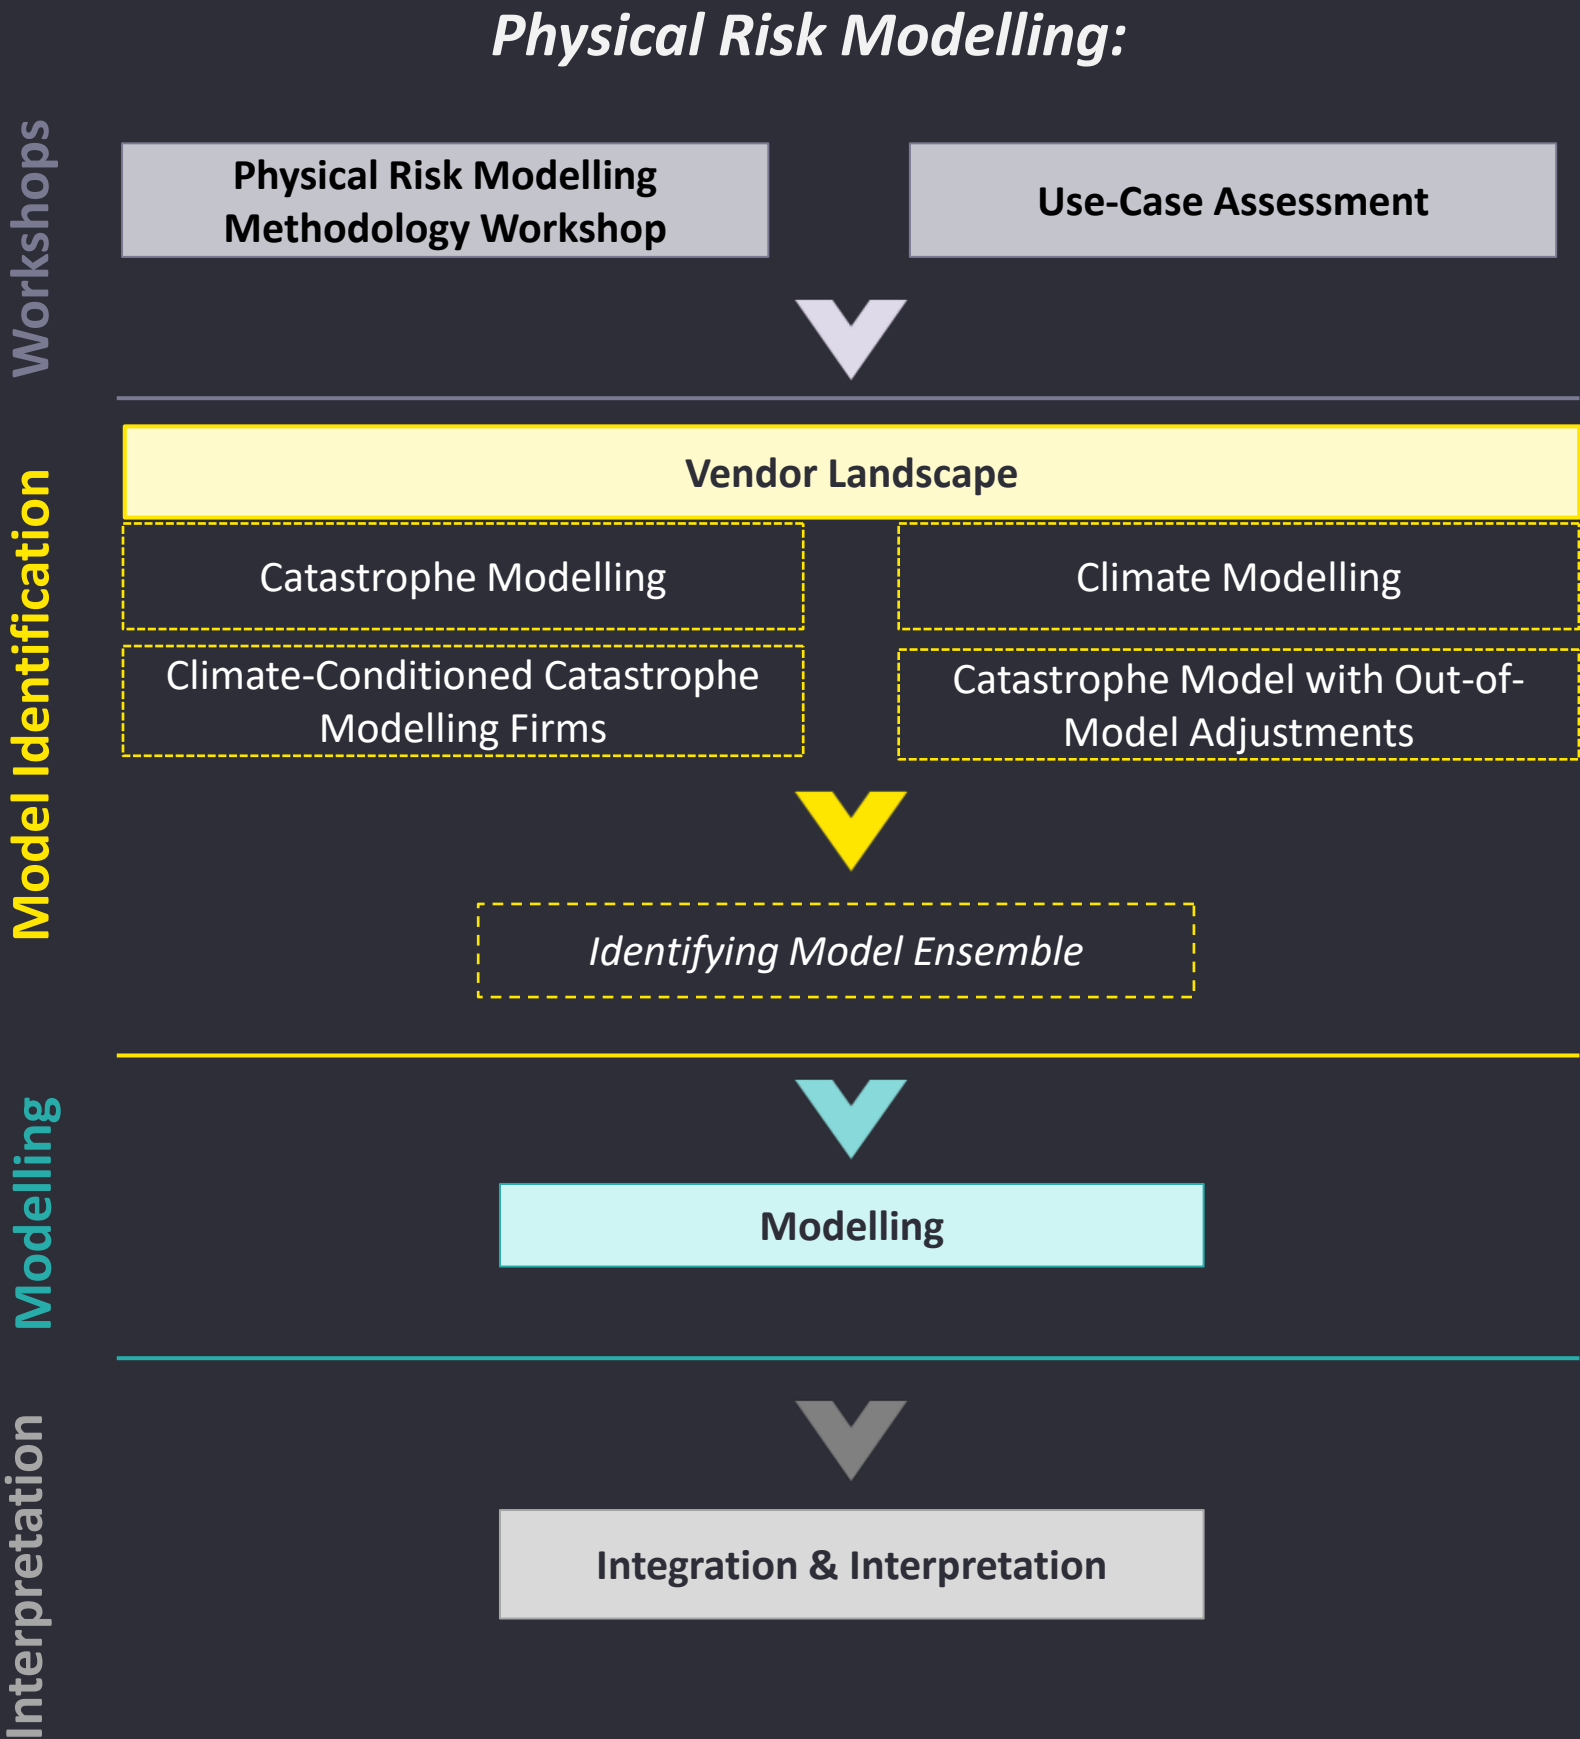 Physical Risk Modelling:
Workshops
Physical Risk Modelling
Methodology Workshop
Use-Case Assessment
Model Identification
Vendor Landscape
Catastrophe Modelling
Climate Modelling
Climate-Conditioned Catastrophe
Modelling Firms
Catastrophe Model with Out-of-
Model Adjustments
Identifying Model Ensemble
Modelling
Modelling
Interpretation
Integration & Interpretation